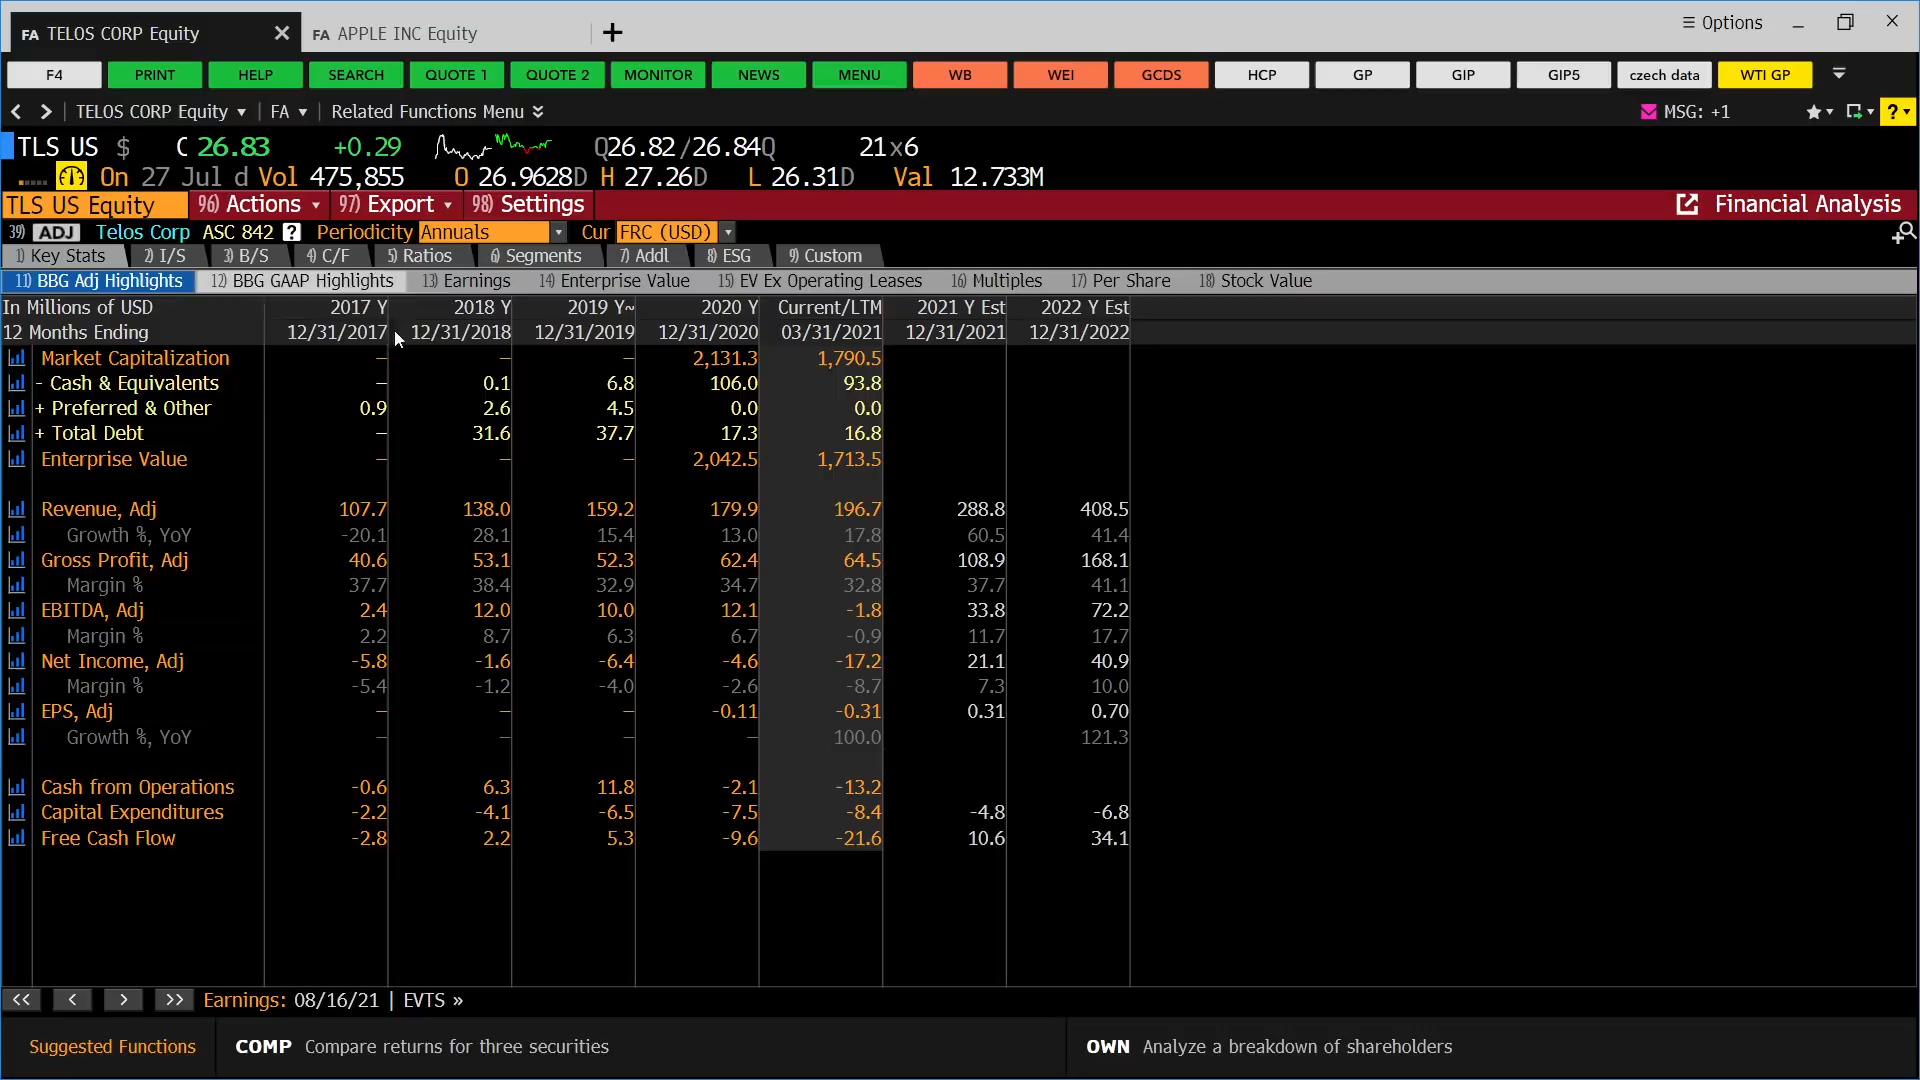 FA TELOS CORP Equity FA APPLE INC Equity Options
F4 PRINT HELP SEARCH QUOTE 1 QUOTE 2 MONITOR NEWS MENU WB WEI GCDS HCP GP GIP GIP5 czech data WTI GP
TELOS CORP Equity FA Related Functions Menu MSG: +1 ?
TLS US $ C 26.83 +0.29 Q26.82/26.84Q 21x6
On 27 Jul d Vol 475,855 O 26.9628D H 27.26D L 26.31D Val 12.733M
TLS US Equity 96) Actions 97) Export 98) Settings Financial Analysis
39) ADJ Telos Corp ASC 842 ? Periodicity Annuals Cur FRC (USD)
1) Key Stats 2) I/S 3) B/S 4) C/F 5) Ratios 6) Segments 7) Addl 8) ESG 9) Custom
11) BBG Adj Highlights 12) BBG GAAP Highlights 13) Earnings 14) Enterprise Value 15) EV Ex Operating Leases 16) Multiples 17) Per Share 18) Stock Value
In Millions of USD 2017 Y 2018 Y 2019 Y~ 2020 Y Current/LTM 2021 Y Est 2022 Y Est
12 Months Ending 12/31/2017 12/31/2018 12/31/2019 12/31/2020 03/31/2021 12/31/2021 12/31/2022
Market Capitalization – – – 2,131.3 1,790.5
- Cash & Equivalents – 0.1 6.8 106.0 93.8
+ Preferred & Other 0.9 2.6 4.5 0.0 0.0
+ Total Debt – 31.6 37.7 17.3 16.8
Enterprise Value – – – 2,042.5 1,713.5
Revenue, Adj 107.7 138.0 159.2 179.9 196.7 288.8 408.5
Growth %, YoY -20.1 28.1 15.4 13.0 17.8 60.5 41.4
Gross Profit, Adj 40.6 53.1 52.3 62.4 64.5 108.9 168.1
Margin % 37.7 38.4 32.9 34.7 32.8 37.7 41.1
EBITDA, Adj 2.4 12.0 10.0 12.1 -1.8 33.8 72.2
Margin % 2.2 8.7 6.3 6.7 -0.9 11.7 17.7
Net Income, Adj -5.8 -1.6 -6.4 -4.6 -17.2 21.1 40.9
Margin % -5.4 -1.2 -4.0 -2.6 -8.7 7.3 10.0
EPS, Adj – – – -0.11 -0.31 0.31 0.70
Growth %, YoY – – – – 100.0 121.3
Cash from Operations -0.6 6.3 11.8 -2.1 -13.2
Capital Expenditures -2.2 -4.1 -6.5 -7.5 -8.4 -4.8 -6.8
Free Cash Flow -2.8 2.2 5.3 -9.6 -21.6 10.6 34.1
<< < > >> Earnings: 08/16/21 | EVTS »
Suggested Functions COMP Compare returns for three securities OWN Analyze a breakdown of shareholders